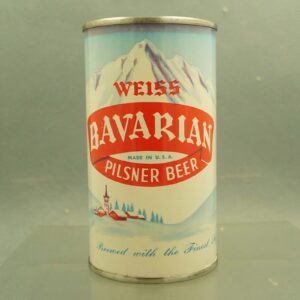 WEISS
BAVARIAN
MADE IN U.S.A.
PILSNER BEER
Brewed with the Finest